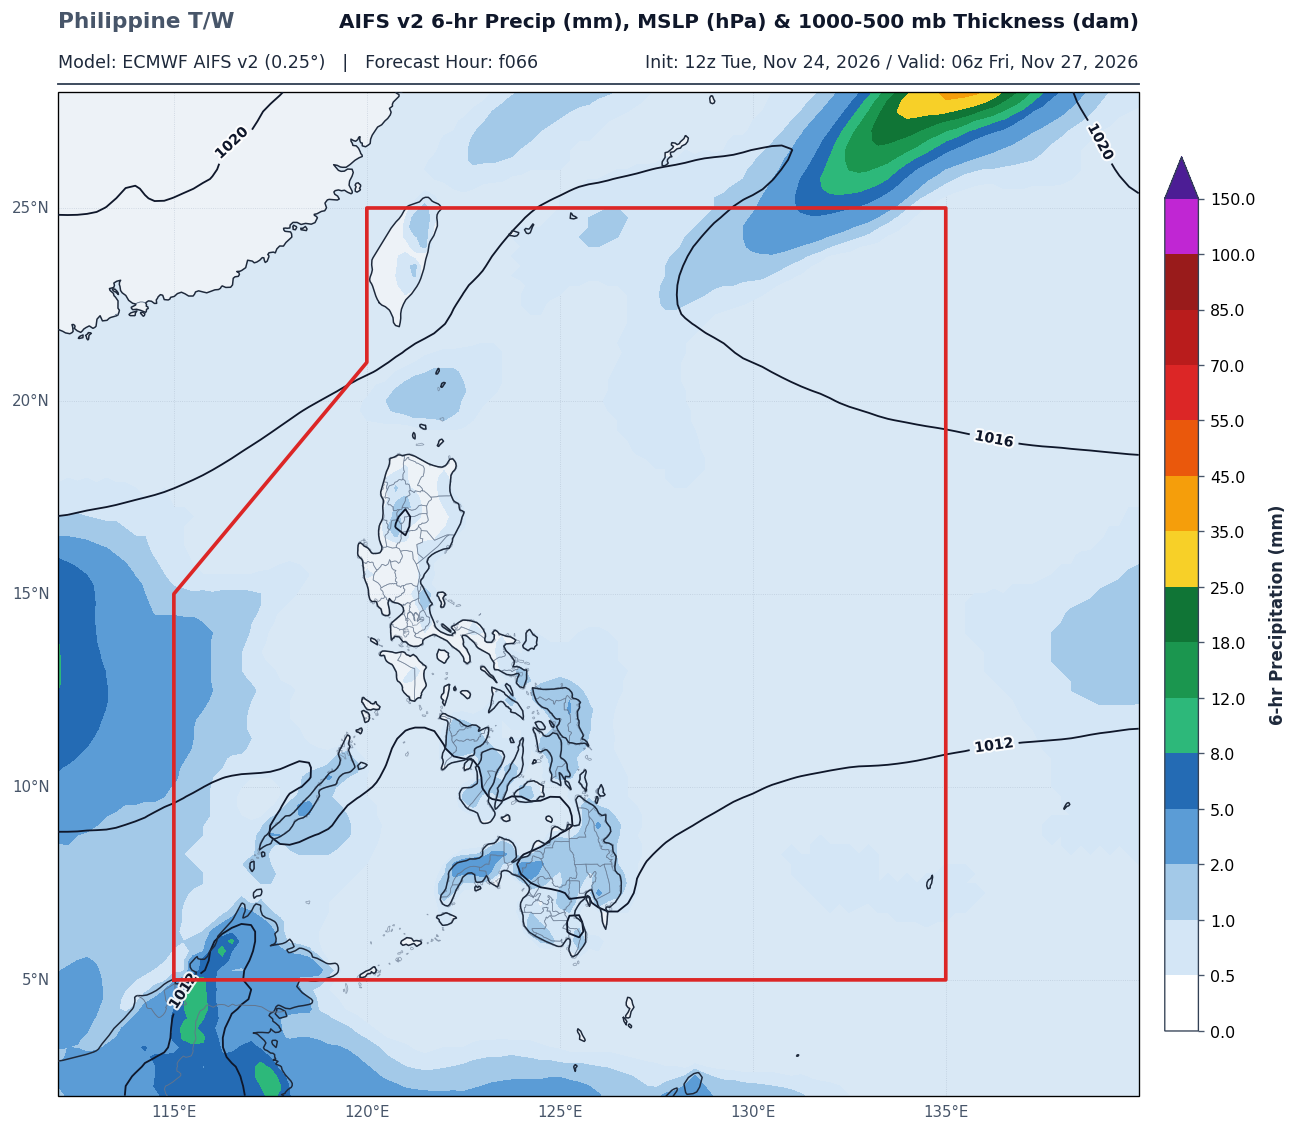 Philippine T/W
AIFS v2 6-hr Precip (mm), MSLP (hPa) & 1000-500 mb Thickness (dam)
Model: ECMWF AIFS v2 (0.25°)   |   Forecast Hour: f066
Init: 12z Tue, Nov 24, 2026 / Valid: 06z Fri, Nov 27, 2026
1020
1020
25°N
20°N
1016
15°N
1012
10°N
1012
5°N
115°E
120°E
125°E
130°E
135°E
150.0
100.0
85.0
70.0
55.0
45.0
35.0
25.0
18.0
12.0
8.0
5.0
2.0
1.0
0.5
0.0
6-hr Precipitation (mm)